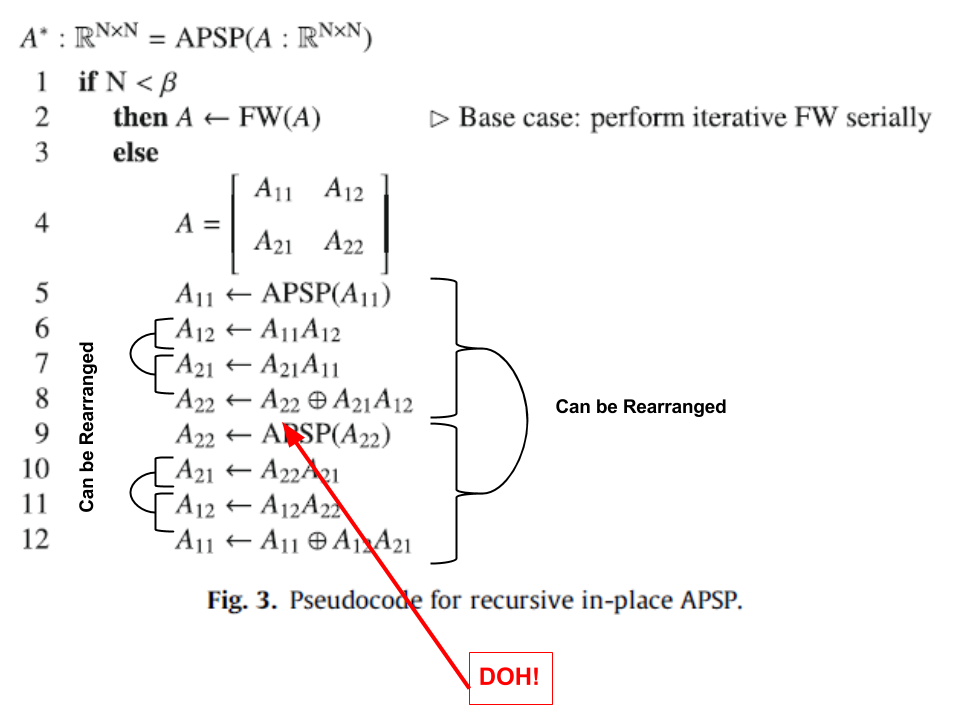 A* : ℝᴺˣᴺ = APSP(A : ℝᴺˣᴺ)
1 if N < β
2 then A ← FW(A) ▷ Base case: perform iterative FW serially
3 else
4 A = [ A₁₁ A₁₂
A₂₁ A₂₂ ]
5 A₁₁ ← APSP(A₁₁)
6 A₁₂ ← A₁₁A₁₂
7 A₂₁ ← A₂₁A₁₁
8 A₂₂ ← A₂₂ ⊕ A₂₁A₁₂
9 A₂₂ ← APSP(A₂₂)
10 A₂₁ ← A₂₂A₂₁
11 A₁₂ ← A₁₂A₂₂
12 A₁₁ ← A₁₁ ⊕ A₁₂A₂₁
Can be Rearranged
Can be Rearranged
Fig. 3. Pseudocode for recursive in-place APSP.
DOH!